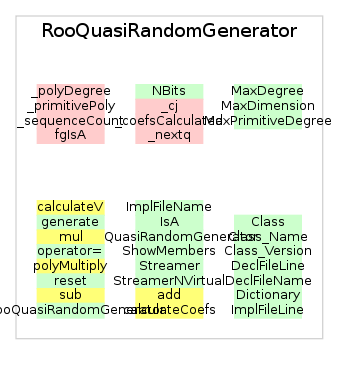 RooQuasiRandomGenerator
_polyDegree
_primitivePoly
_sequenceCount
fgIsA
NBits
_cj
_coefsCalculated
_nextq
MaxDegree
MaxDimension
MaxPrimitiveDegree
calculateV
generate
mul
operator=
polyMultiply
reset
sub
RooQuasiRandomGenerator
ImplFileName
IsA
QuasiRandomGenerator
ShowMembers
Streamer
StreamerNVirtual
add
calculateCoefs
Class
Class_Name
Class_Version
DeclFileLine
DeclFileName
Dictionary
ImplFileLine